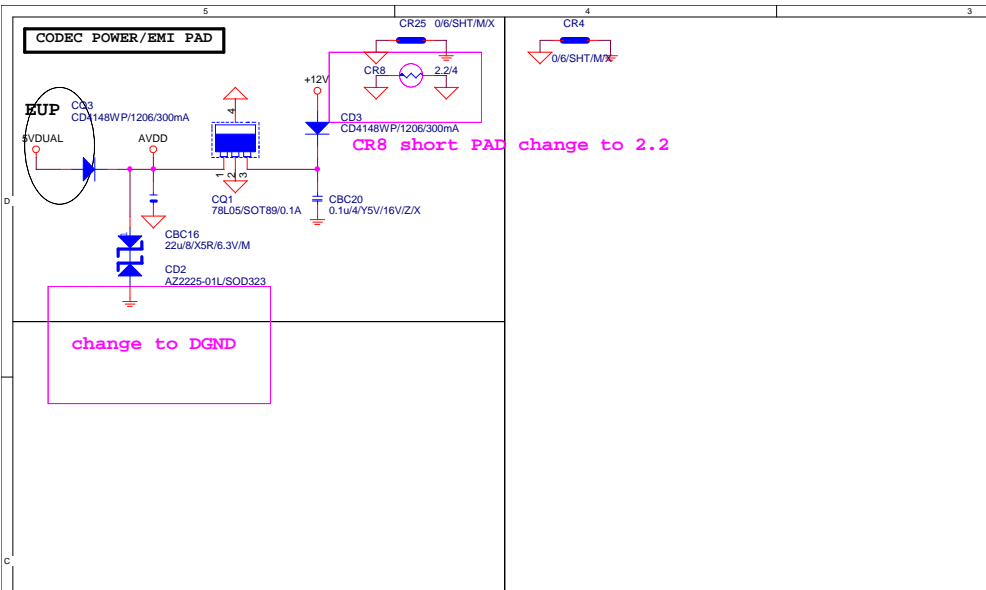 5
4
3
CODEC POWER/EMI PAD
CR25 0/6/SHT/M/X
CR4
0/6/SHT/M/X
CR8
2.2/4
+12V
EUP
CQ3
CD4148WP/1206/300mA
CD3
CD4148WP/1206/300mA
5VDUAL
AVDD
4
CR8 short PAD change to 2.2
1
2
3
D
CQ1
78L05/SOT89/0.1A
CBC20
0.1u/4/Y5V/16V/Z/X
CBC16
22u/8/X5R/6.3V/M
CD2
AZ2225-01L/SOD323
change to DGND
C